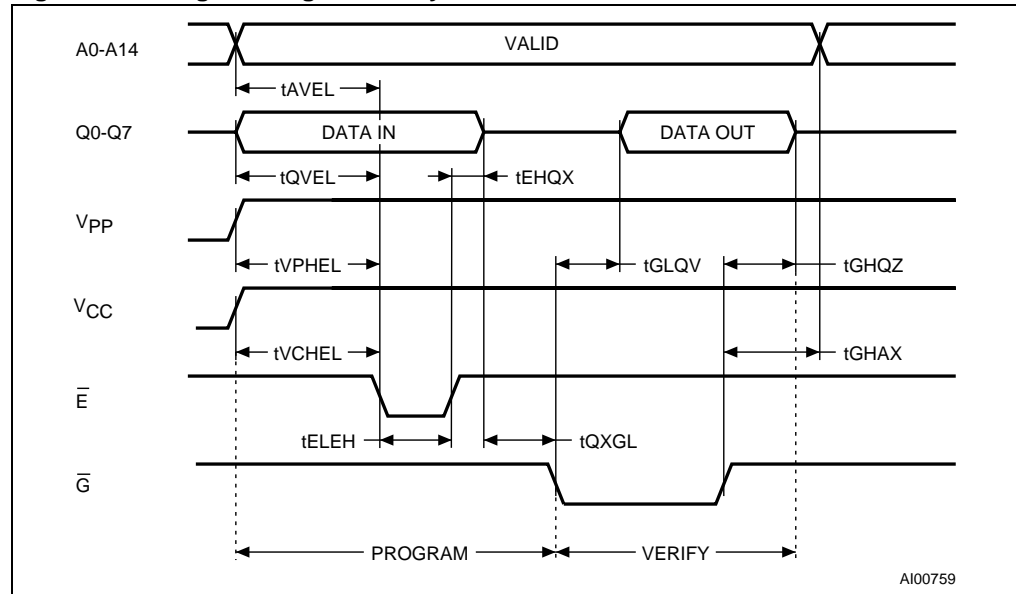 A0-A14 VALID
tAVEL
Q0-Q7 DATA IN DATA OUT
tQVEL tEHQX
VPP
tVPHEL tGLQV tGHQZ
VCC
tVCHEL tGHAX
E̅
tELEH tQXGL
G̅
PROGRAM VERIFY
AI00759